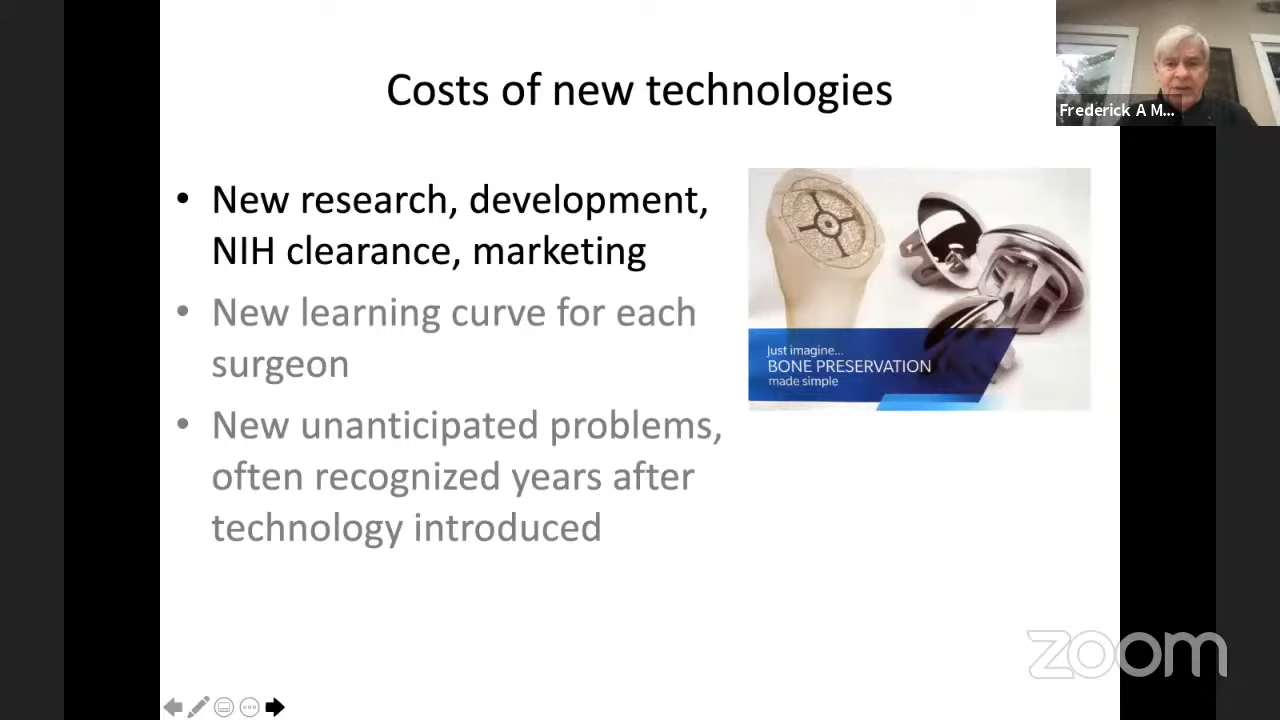 Costs of new technologies
Frederick A M...
• New research, development,
NIH clearance, marketing
• New learning curve for each
surgeon
• New unanticipated problems,
often recognized years after
technology introduced
Just imagine...
BONE PRESERVATION
made simple
zoom